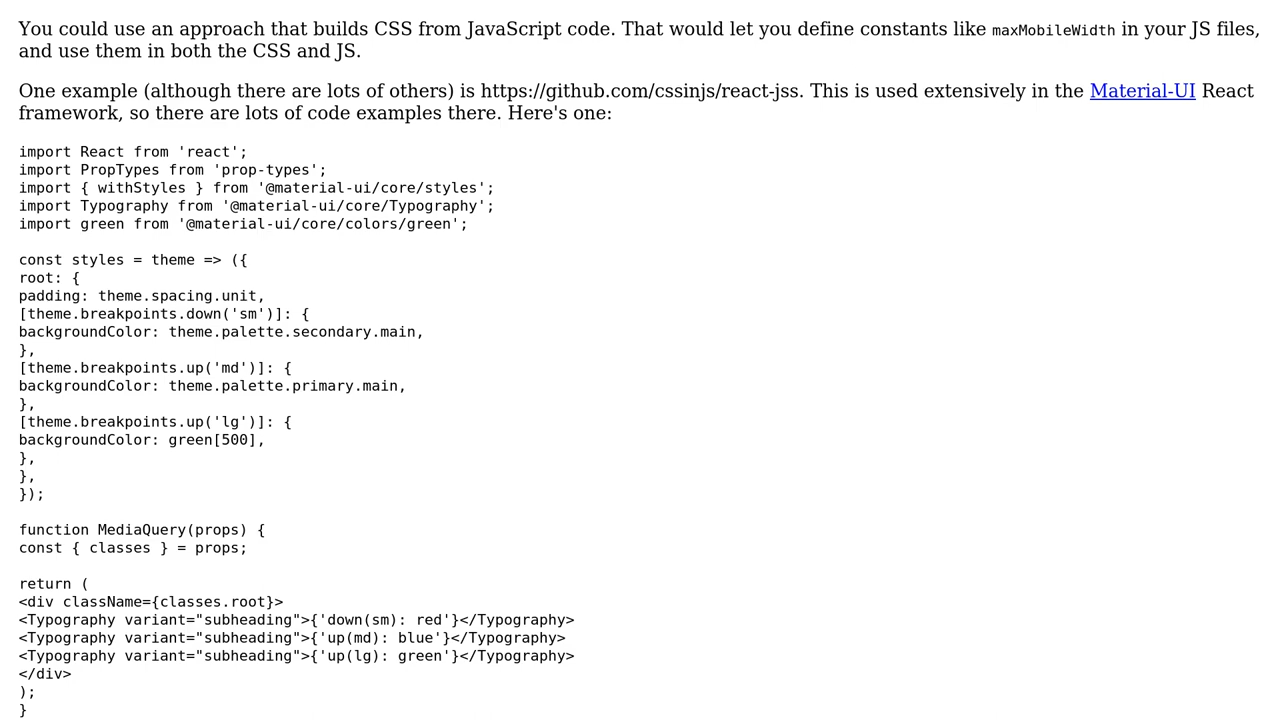 You could use an approach that builds CSS from JavaScript code. That would let you define constants like maxMobileWidth in your JS files,
and use them in both the CSS and JS.
One example (although there are lots of others) is https://github.com/cssinjs/react-jss. This is used extensively in the Material-UI React
framework, so there are lots of code examples there. Here's one:
import React from 'react';
import PropTypes from 'prop-types';
import { withStyles } from '@material-ui/core/styles';
import Typography from '@material-ui/core/Typography';
import green from '@material-ui/core/colors/green';
const styles = theme => ({
root: {
padding: theme.spacing.unit,
[theme.breakpoints.down('sm')]: {
backgroundColor: theme.palette.secondary.main,
},
[theme.breakpoints.up('md')]: {
backgroundColor: theme.palette.primary.main,
},
[theme.breakpoints.up('lg')]: {
backgroundColor: green[500],
},
},
});
function MediaQuery(props) {
const { classes } = props;
return (
<div className={classes.root}>
<Typography variant="subheading">{'down(sm): red'}</Typography>
<Typography variant="subheading">{'up(md): blue'}</Typography>
<Typography variant="subheading">{'up(lg): green'}</Typography>
</div>
);
}